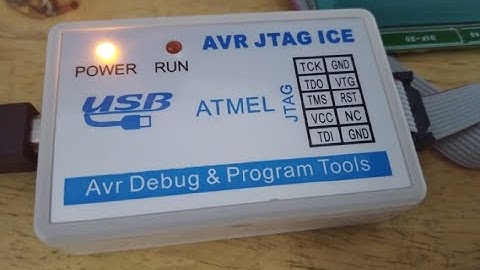 AVR JTAG ICE
POWER RUN
USB
ATMEL
JTAG
TCK GND
TDO VTG
TMS RST
VCC NC
TDI GND
Avr Debug & Program Tools